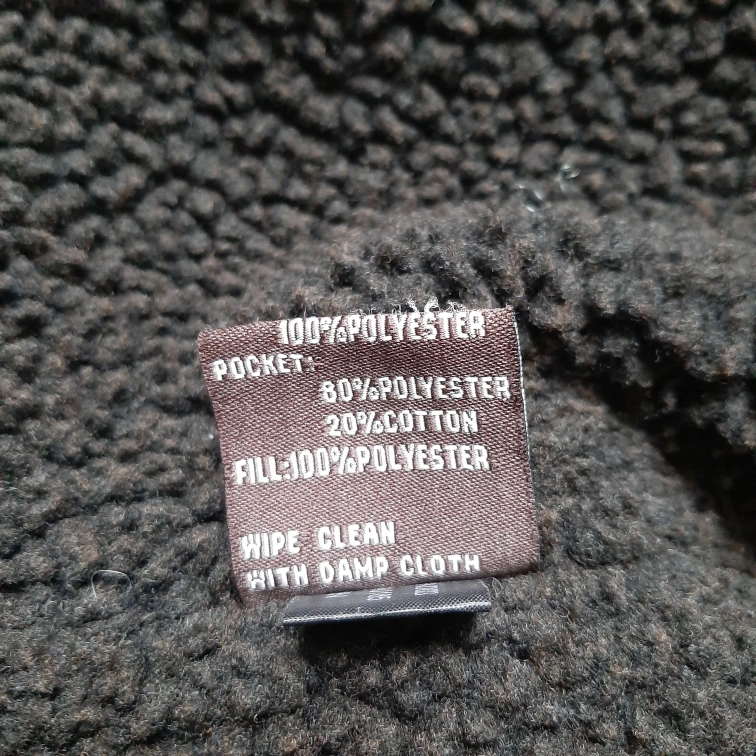 100%POLYESTER
POCKET:
80%POLYESTER
20%COTTON
FILL:100%POLYESTER
WIPE CLEAN
WITH DAMP CLOTH